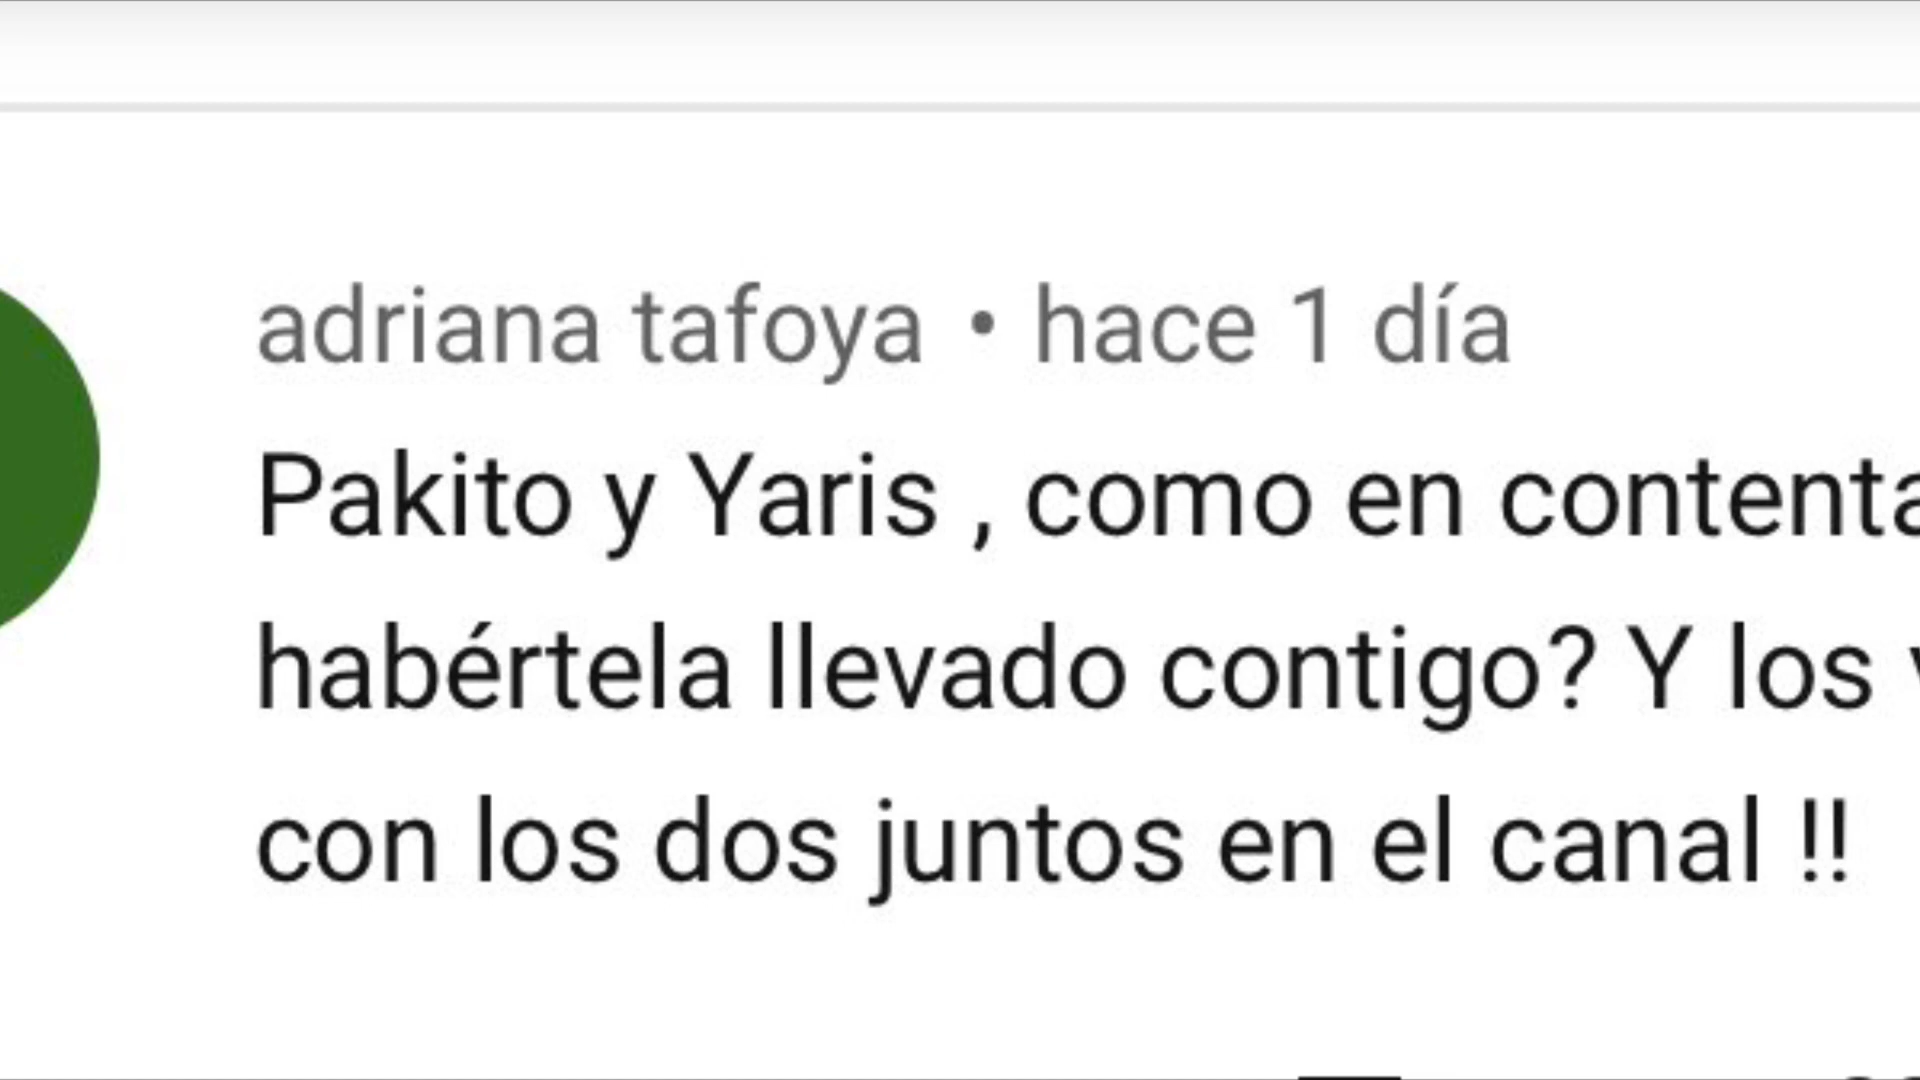 adriana tafoya • hace 1 día
Pakito y Yaris , como en contenta
habértela llevado contigo? Y los
con los dos juntos en el canal !!